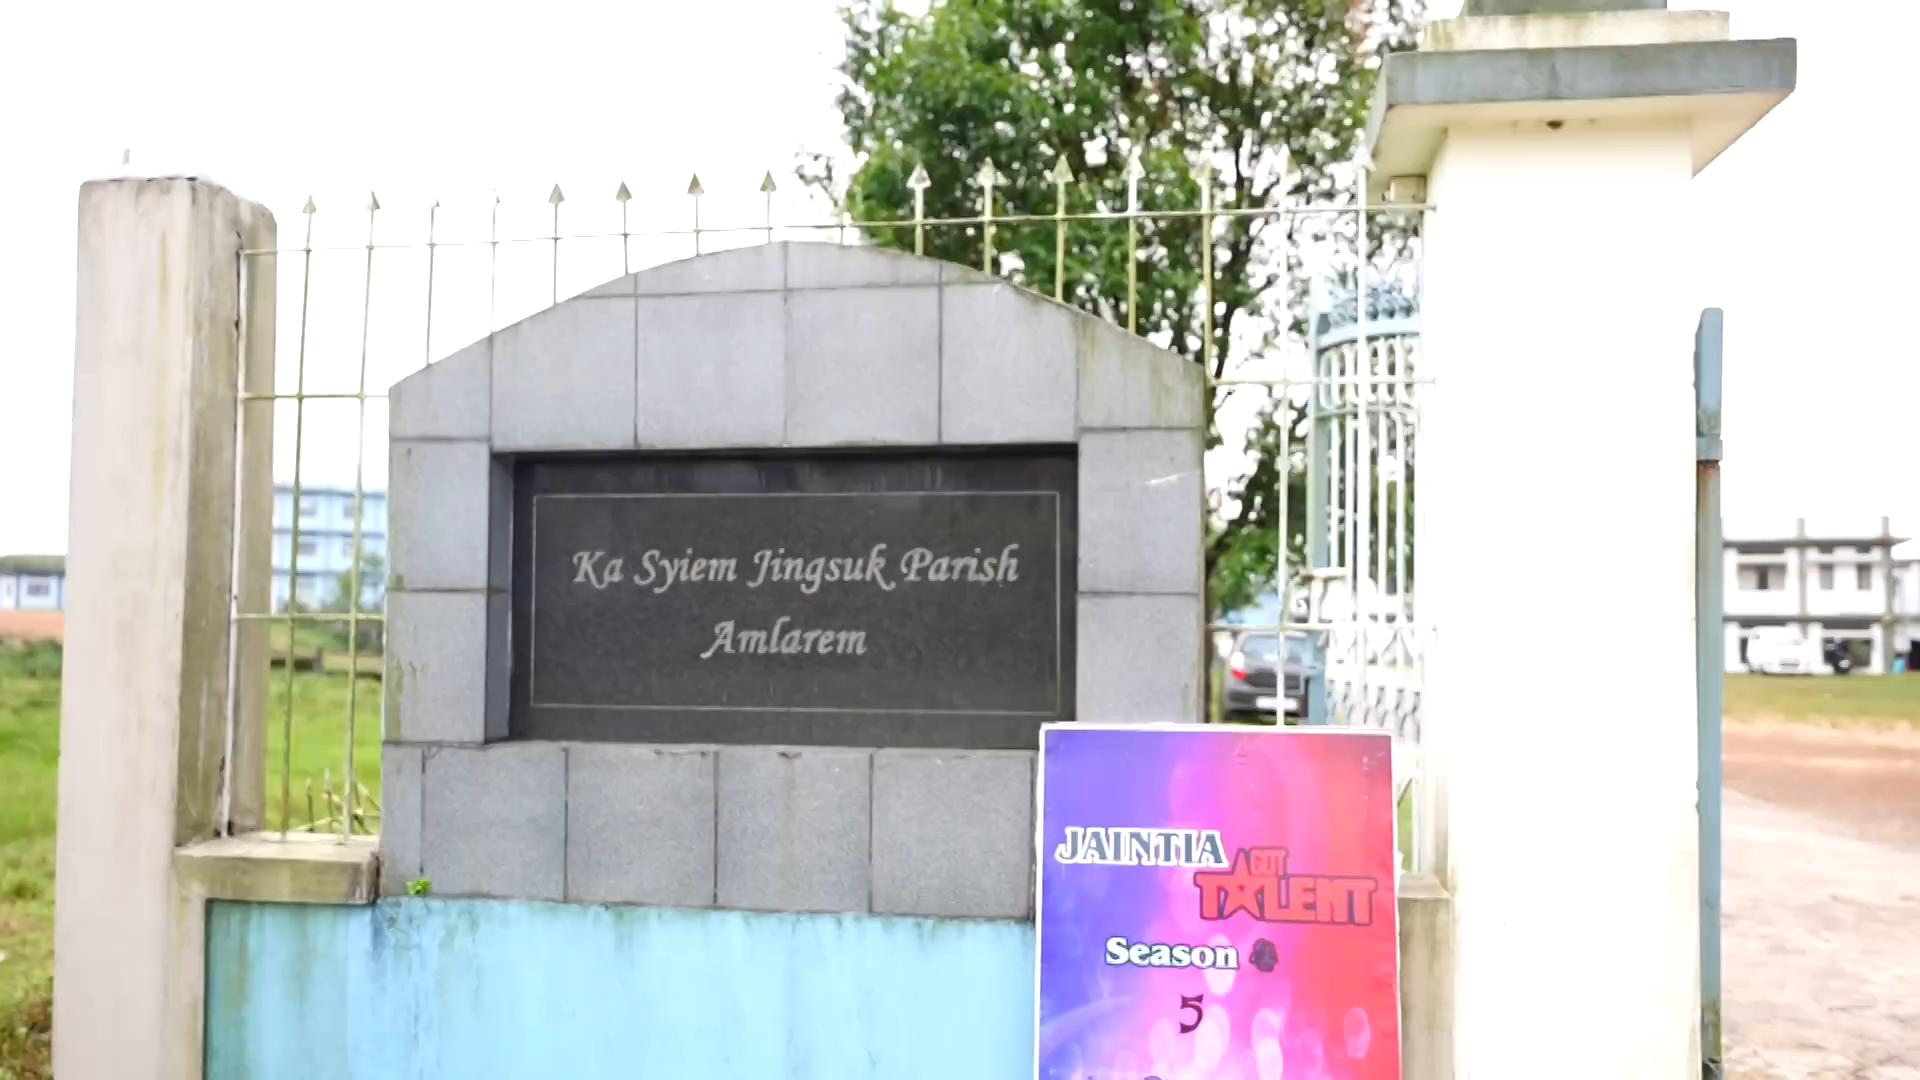 Ka Syiem Jingsuk Parish
Amlarem
JAINTIA
GOT
TALENT
Season
5